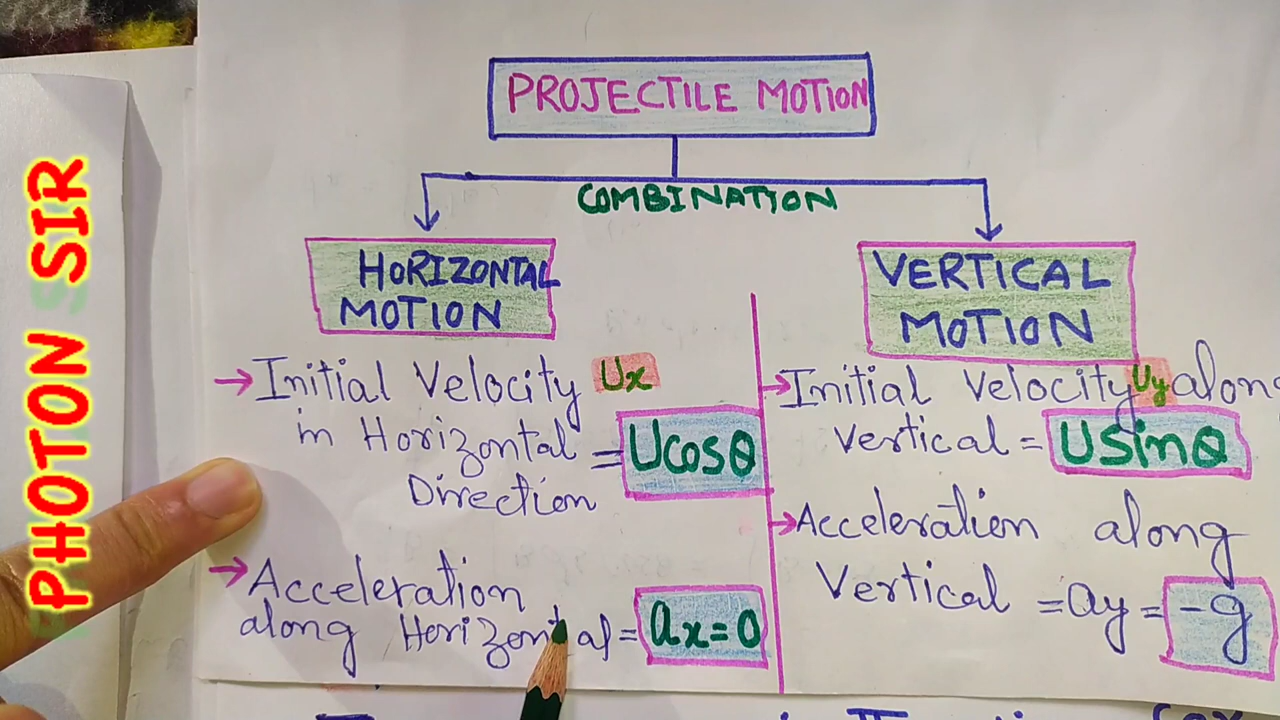 PHOTON SIR
PROJECTILE MOTION
COMBINATION
HORIZONTAL
MOTION
→ Initial Velocity Ux
in Horizontal
Direction = Ucosθ
→ Acceleration
along Horizontal = ax=0
VERTICAL
MOTION
→ Initial Velocity Uy along
Vertical = USinθ
→ Acceleration along
Vertical = ay = -g